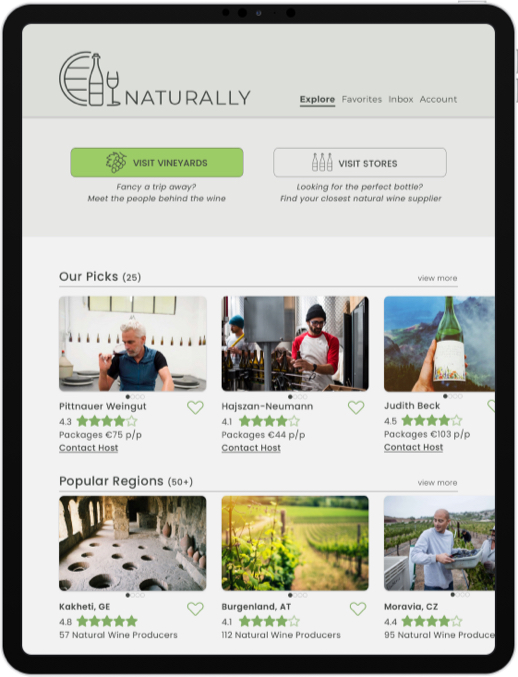 NATURALLY
Explore Favorites Inbox Account
VISIT VINEYARDS
VISIT STORES
Fancy a trip away?
Meet the people behind the wine
Looking for the perfect bottle?
Find your closest natural wine supplier
Our Picks (25)
view more
Pittnauer Weingut
4.3
Packages €75 p/p
Contact Host
Hajszan-Neumann
4.1
Packages €44 p/p
Contact Host
Judith Beck
4.5
Packages €103 p/p
Contact Host
Popular Regions (50+)
view more
Kakheti, GE
4.8
57 Natural Wine Producers
Burgenland, AT
4.1
112 Natural Wine Producers
Moravia, CZ
4.4
95 Natural Wine Produce